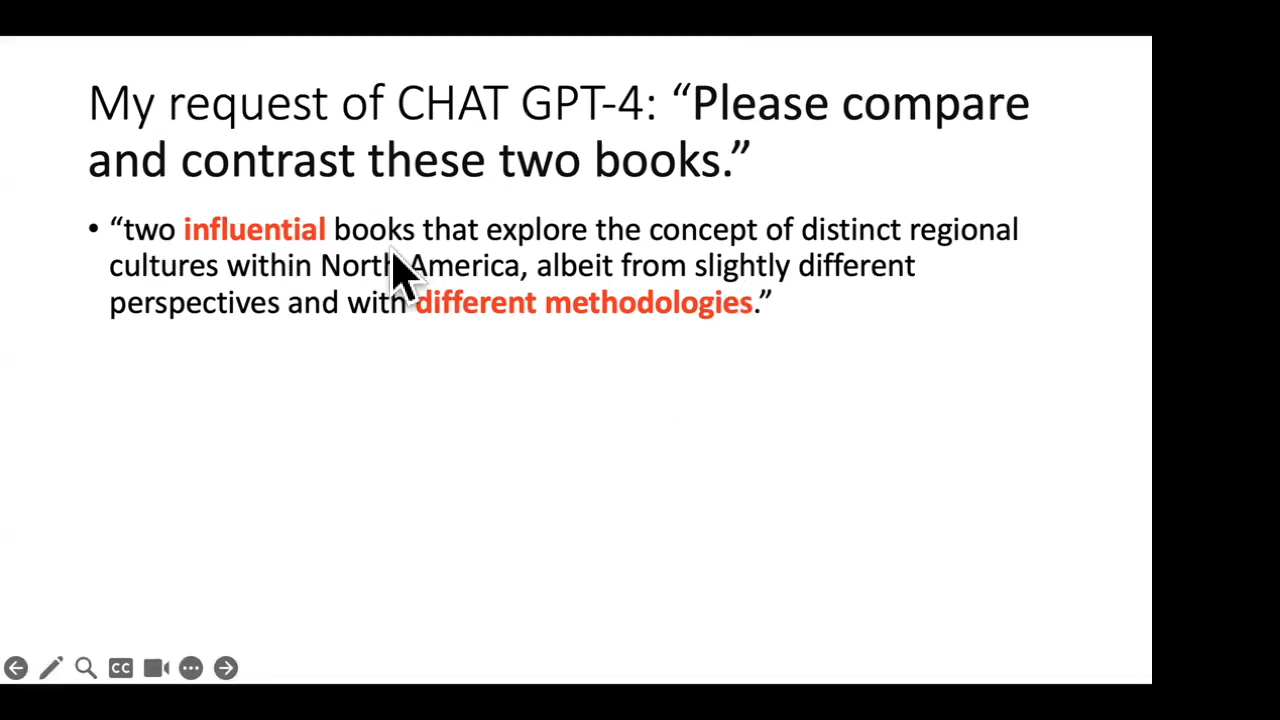 My request of CHAT GPT-4: “Please compare
and contrast these two books.”
• “two influential books that explore the concept of distinct regional
cultures within North America, albeit from slightly different
perspectives and with different methodologies.”
CC